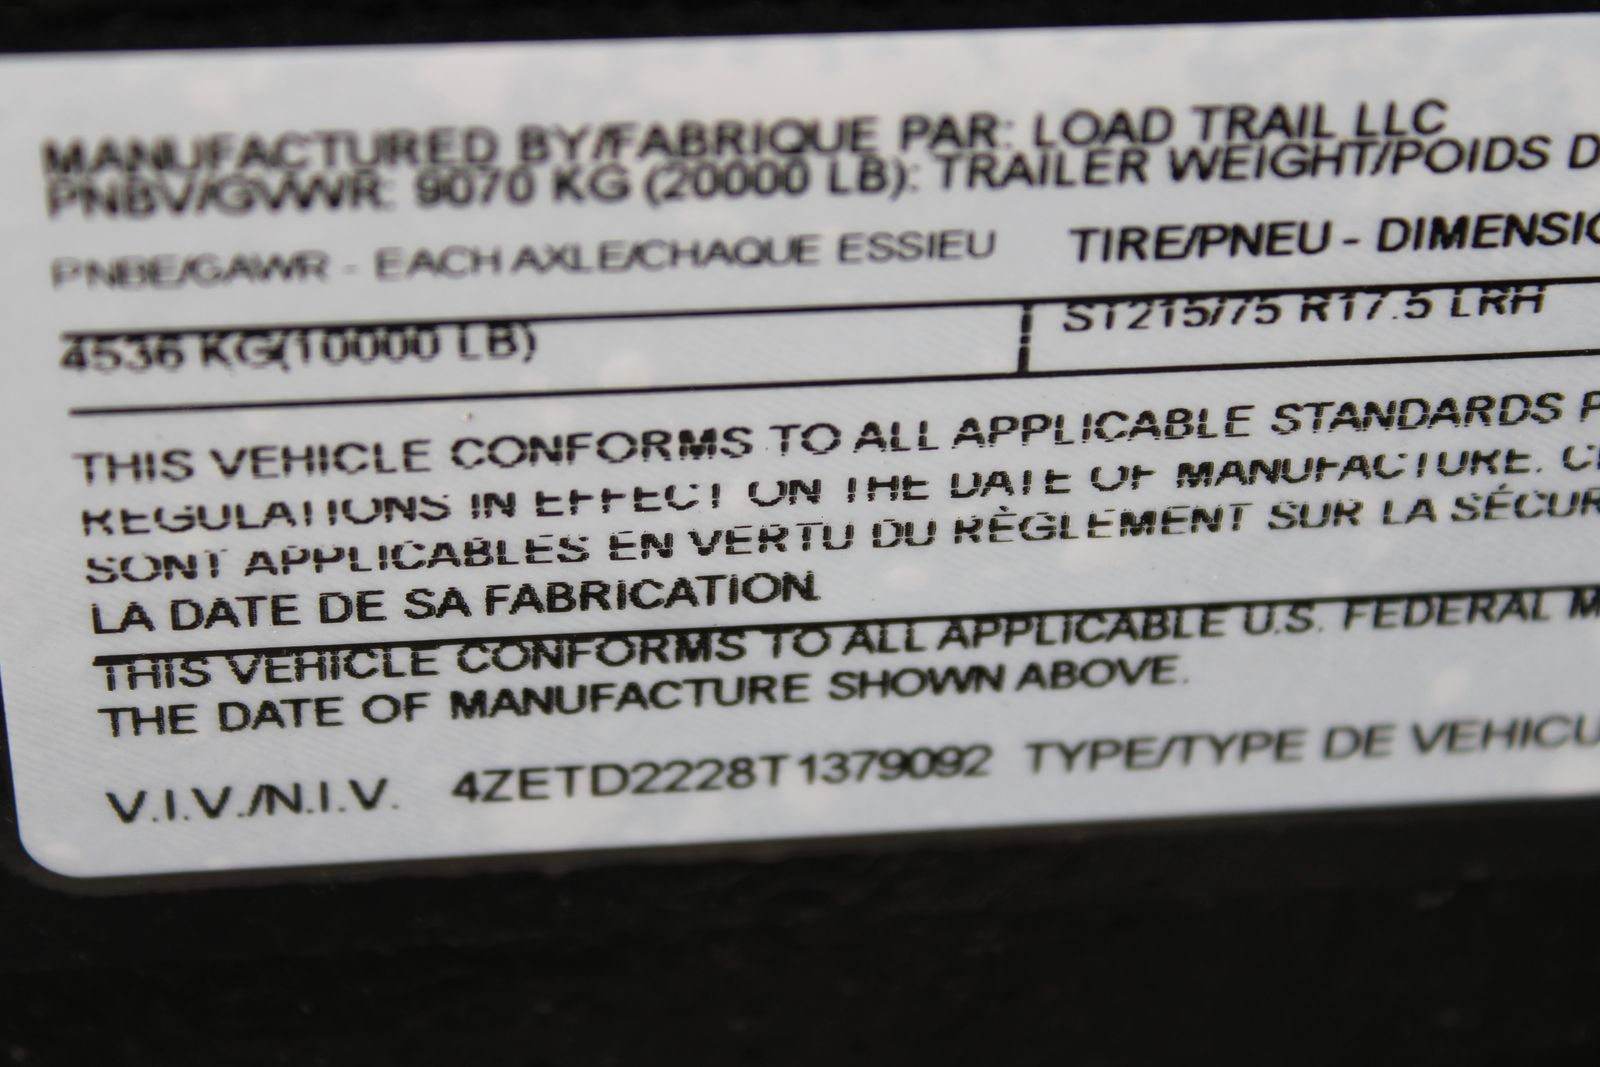 MANUFACTURED BY/FABRIQUE PAR: LOAD TRAIL LLC
PNBV/GVWR: 9070 KG (20000 LB): TRAILER WEIGHT/POIDS D
PNBE/GAWR - EACH AXLE/CHAQUE ESSIEU TIRE/PNEU - DIMENSIO
4536 KG(10000 LB) ST215/75 R17.5 LRH
THIS VEHICLE CONFORMS TO ALL APPLICABLE STANDARDS P
REGULATIONS IN EFFECT ON THE DATE OF MANUFACTURE. C
SONT APPLICABLES EN VERTU DU RÈGLEMENT SUR LA SÉCUR
LA DATE DE SA FABRICATION.
THIS VEHICLE CONFORMS TO ALL APPLICABLE U.S. FEDERAL M
THE DATE OF MANUFACTURE SHOWN ABOVE.
V.I.V./N.I.V. 4ZETD2228T1379092 TYPE/TYPE DE VEHICU